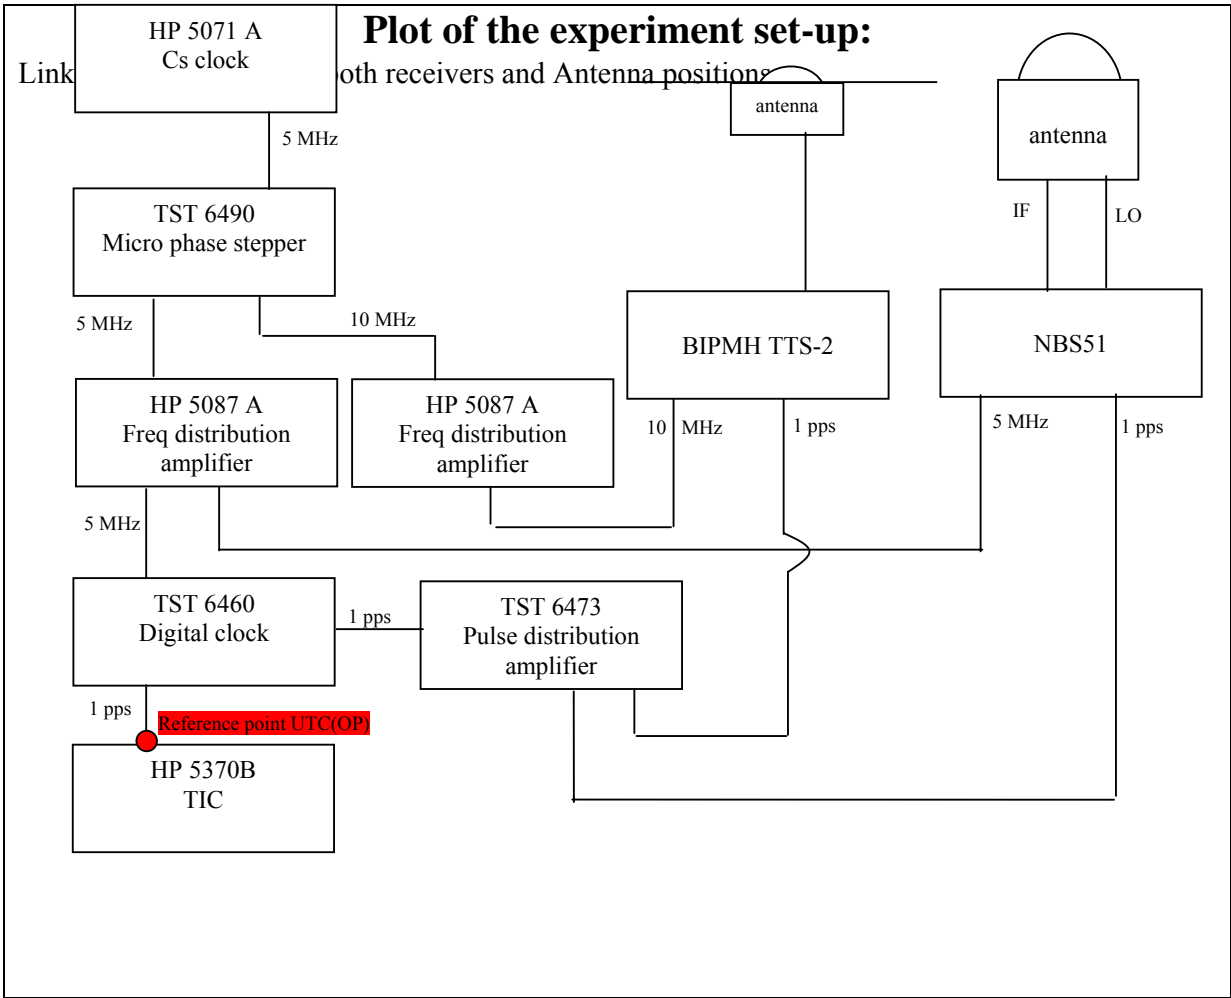 Plot of the experiment set-up:
Link
oth receivers and Antenna positions
HP 5071 A
Cs clock
5 MHz
antenna
antenna
IF
LO
TST 6490
Micro phase stepper
5 MHz
10 MHz
BIPMH TTS-2
NBS51
HP 5087 A
Freq distribution
amplifier
HP 5087 A
Freq distribution
amplifier
10 MHz
1 pps
5 MHz
1 pps
5 MHz
TST 6460
Digital clock
1 pps
TST 6473
Pulse distribution
amplifier
1 pps
Reference point UTC(OP)
HP 5370B
TIC